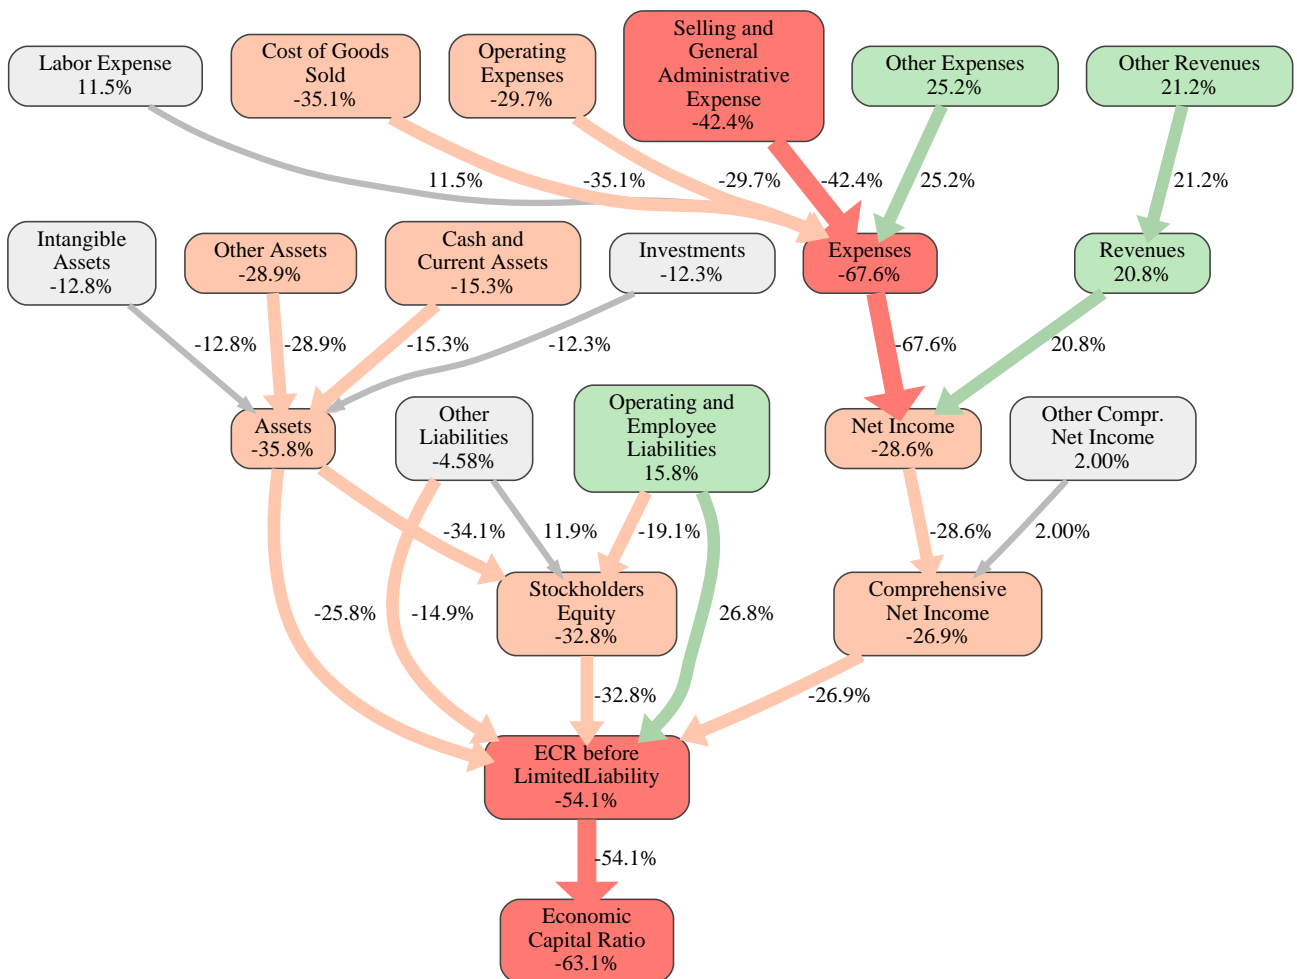 Labor Expense
11.5%
Cost of Goods
Sold
-35.1%
Operating
Expenses
-29.7%
Selling and
General
Administrative
Expense
-42.4%
Other Expenses
25.2%
Other Revenues
21.2%
11.5%
-35.1%
-29.7%
-42.4%
25.2%
21.2%
Intangible
Assets
-12.8%
Other Assets
-28.9%
Cash and
Current Assets
-15.3%
Investments
-12.3%
Expenses
-67.6%
Revenues
20.8%
-12.8%
-28.9%
-15.3%
-12.3%
-67.6%
20.8%
Assets
-35.8%
Other
Liabilities
-4.58%
Operating and
Employee
Liabilities
15.8%
Net Income
-28.6%
Other Compr.
Net Income
2.00%
-34.1%
11.9%
-19.1%
-28.6%
2.00%
-25.8%
-14.9%
Stockholders
Equity
-32.8%
26.8%
Comprehensive
Net Income
-26.9%
-32.8%
-26.9%
ECR before
LimitedLiability
-54.1%
-54.1%
Economic
Capital Ratio
-63.1%